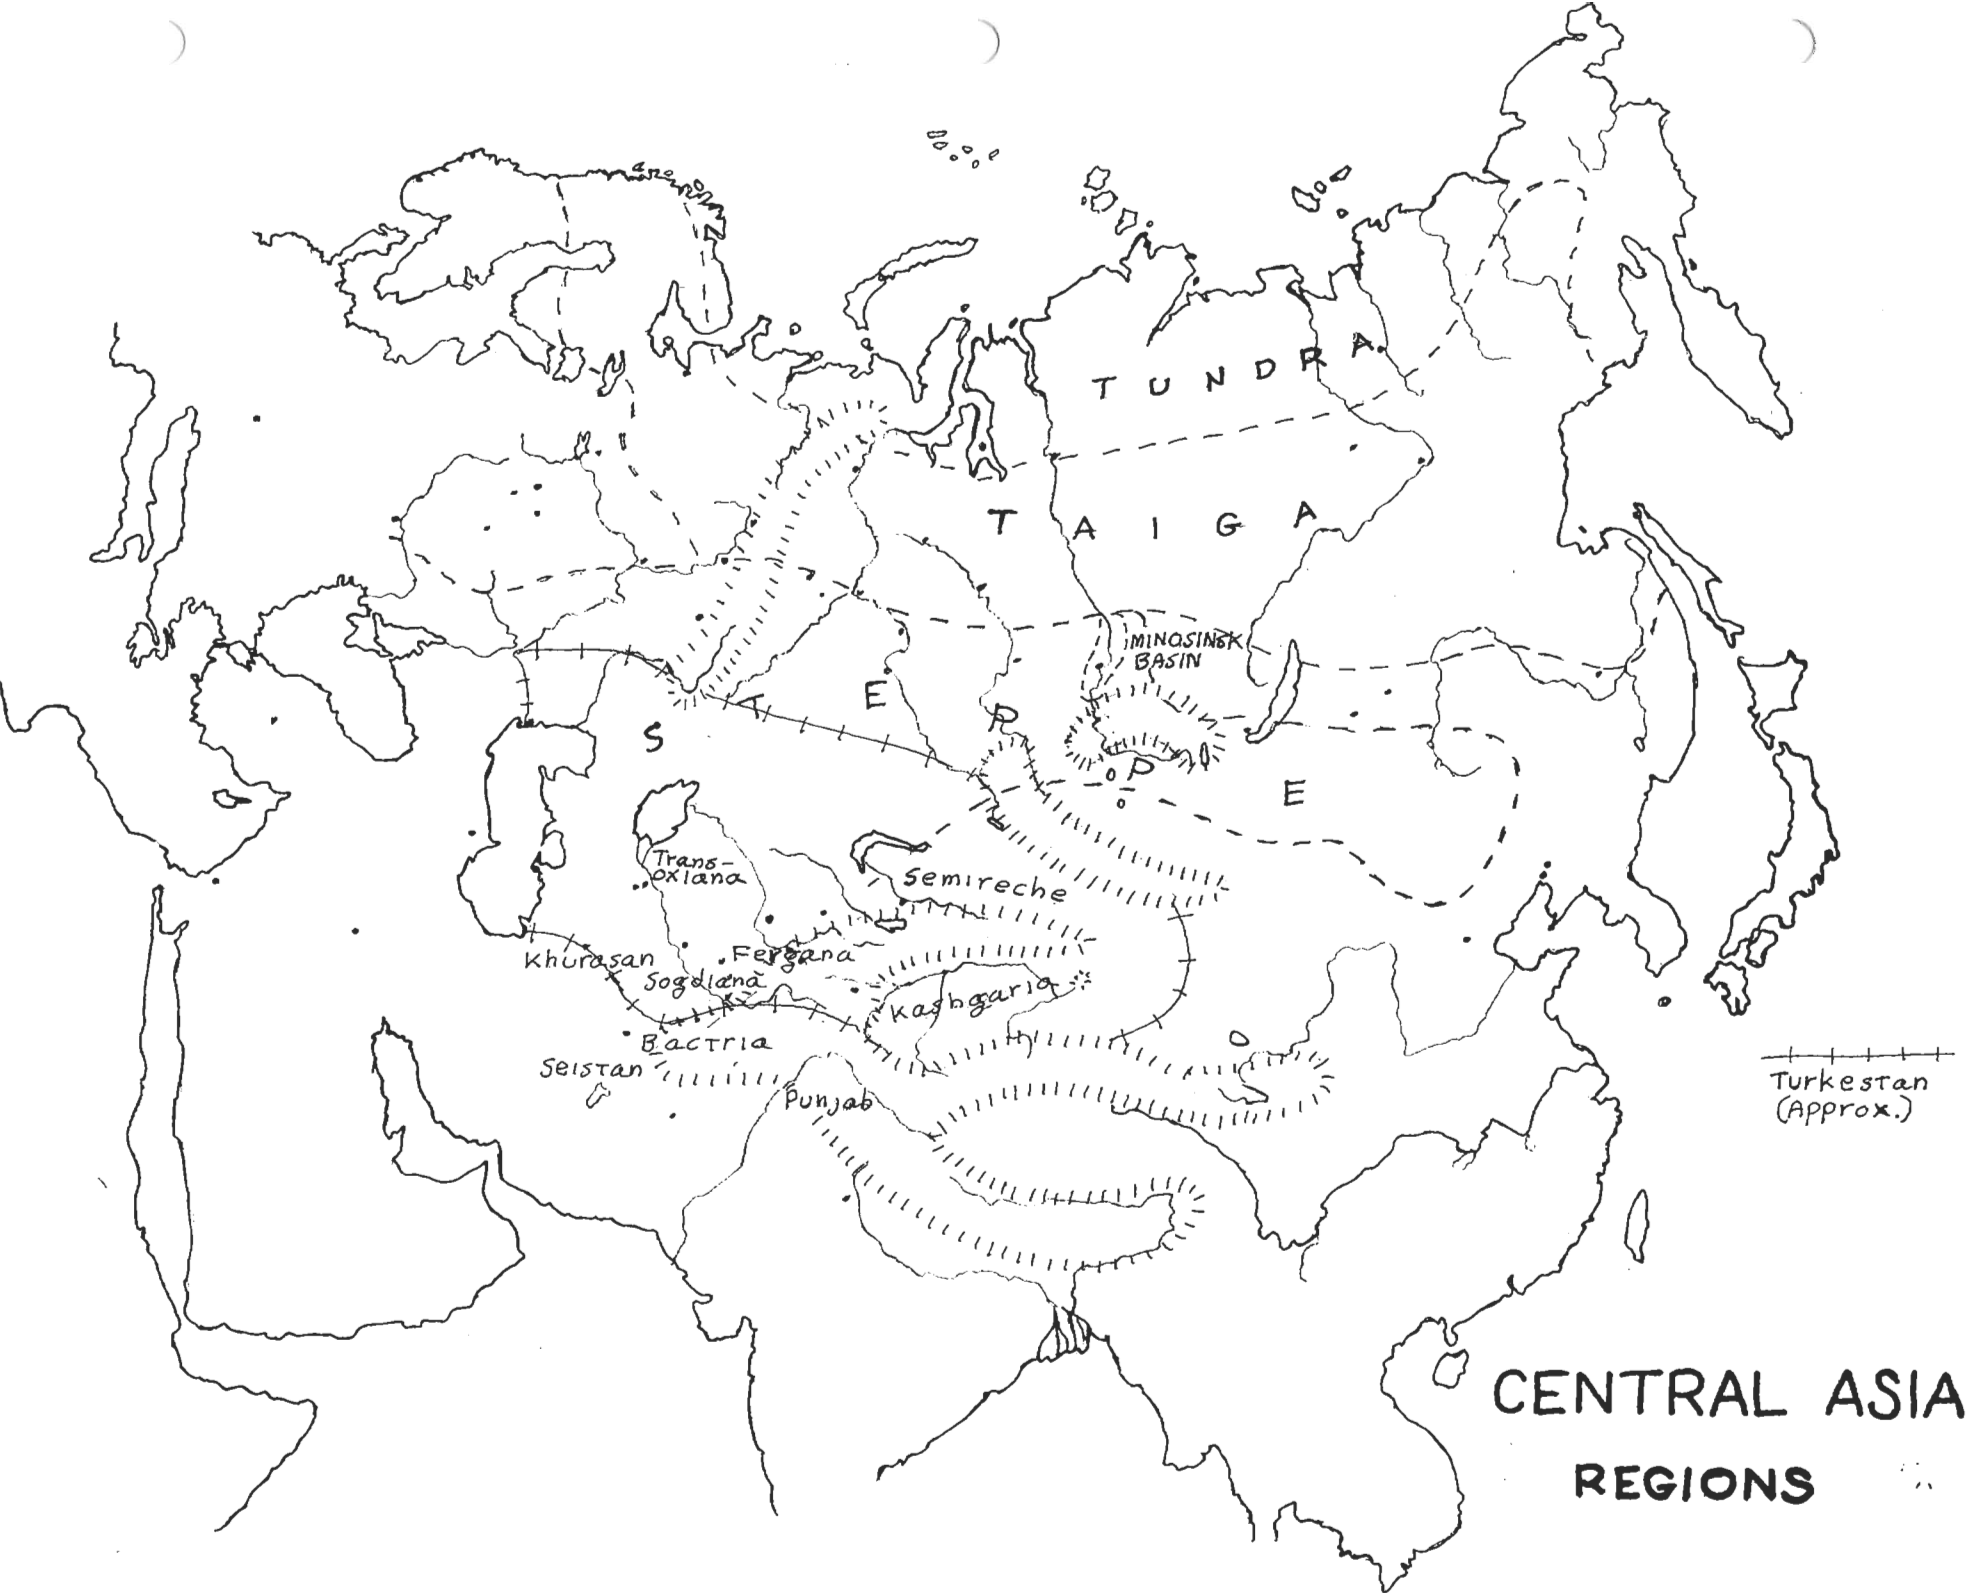 TUNDRA
TAIGA
MINOSINSK
BASIN
STEPPE
Trans-
oxiana
Semireche
Khurasan
Fergana
Sogdiana
Kashgaria
Bactria
Seistan
Punjab
Turkestan
(Approx.)
CENTRAL ASIA
REGIONS